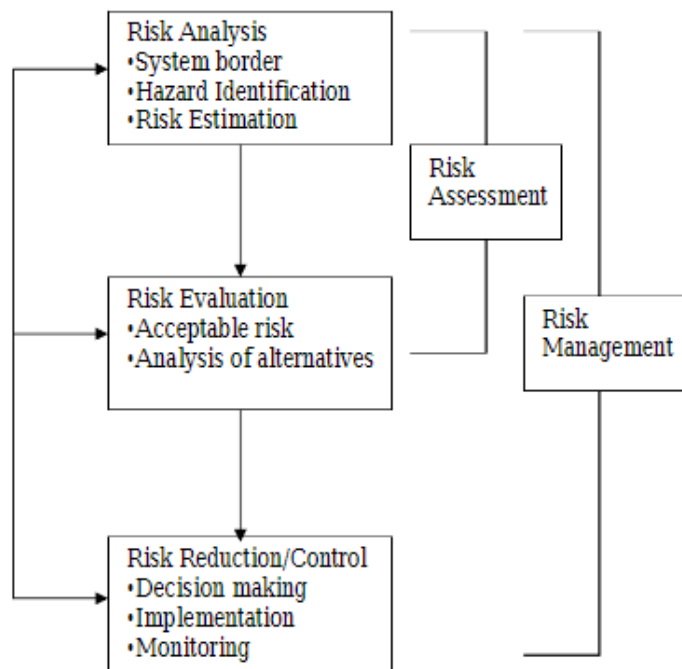 Risk Analysis
•System border
•Hazard Identification
•Risk Estimation
Risk
Assessment
Risk Evaluation
•Acceptable risk
•Analysis of alternatives
Risk
Management
Risk Reduction/Control
•Decision making
•Implementation
•Monitoring